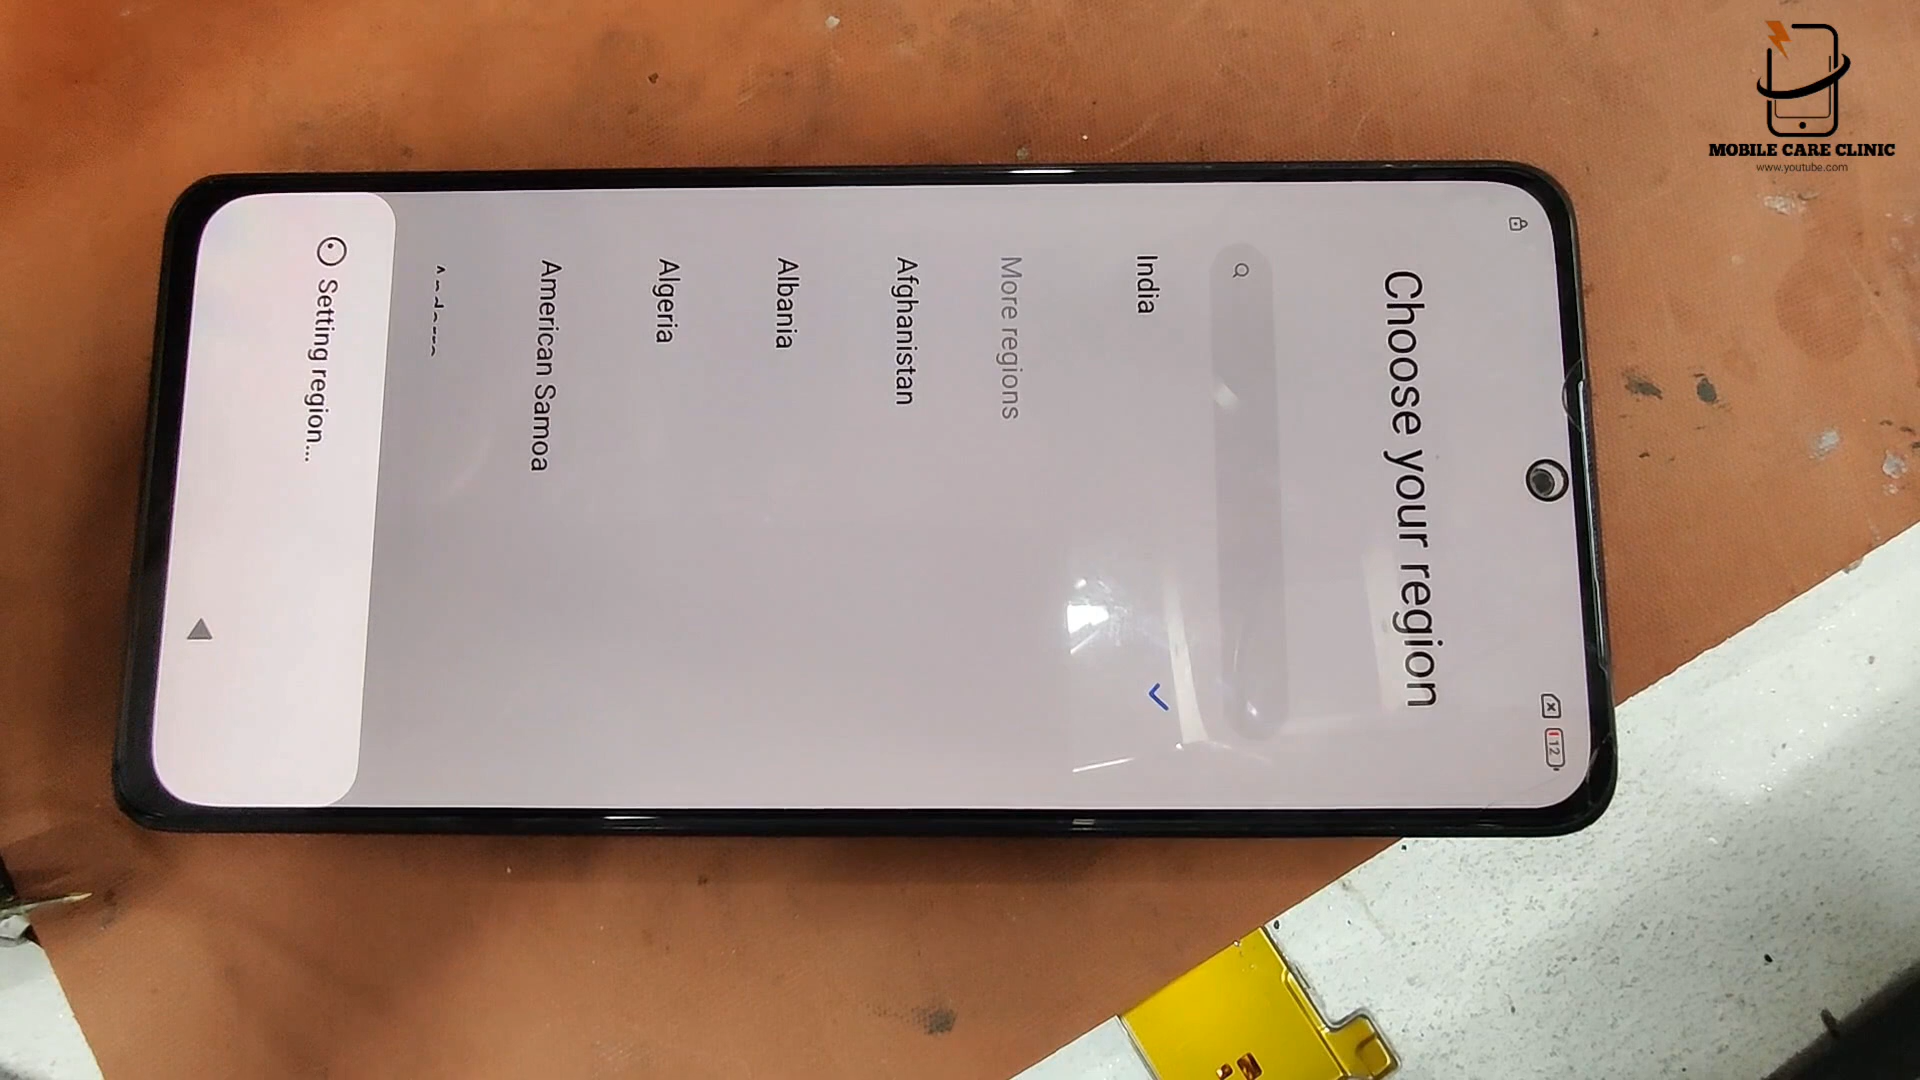 12
Choose your region
India
More regions
Afghanistan
Albania
Algeria
American Samoa
Setting region...
MOBILE CARE CLINIC
www.youtube.com